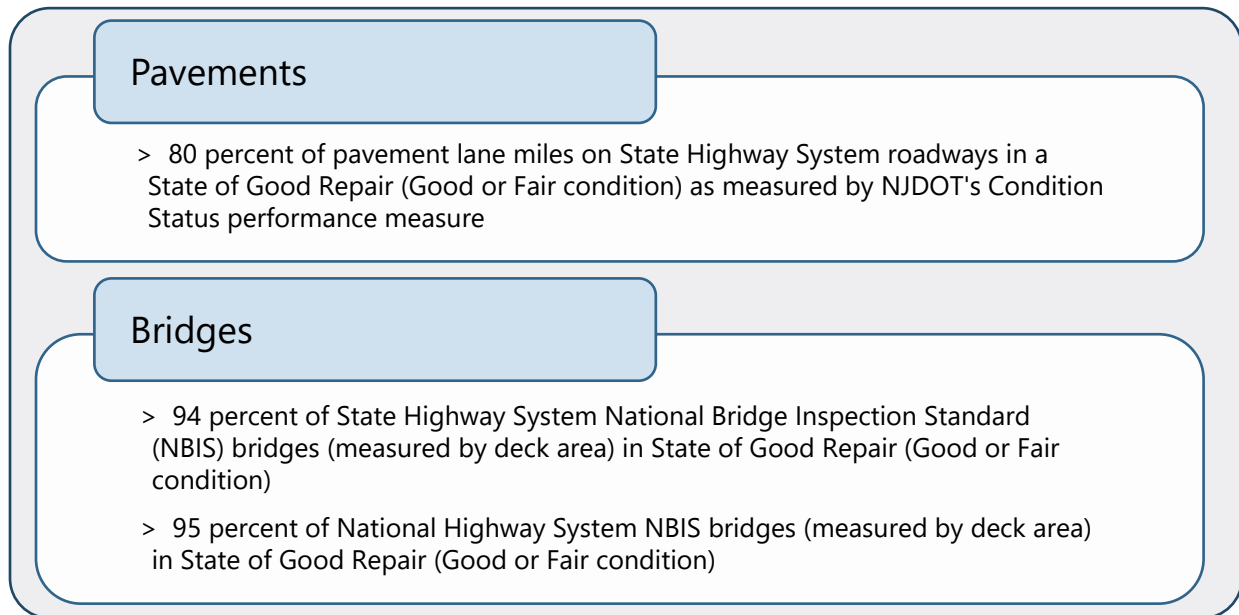 Pavements
> 80 percent of pavement lane miles on State Highway System roadways in a
State of Good Repair (Good or Fair condition) as measured by NJDOT's Condition
Status performance measure
Bridges
> 94 percent of State Highway System National Bridge Inspection Standard
(NBIS) bridges (measured by deck area) in State of Good Repair (Good or Fair
condition)
> 95 percent of National Highway System NBIS bridges (measured by deck area)
in State of Good Repair (Good or Fair condition)